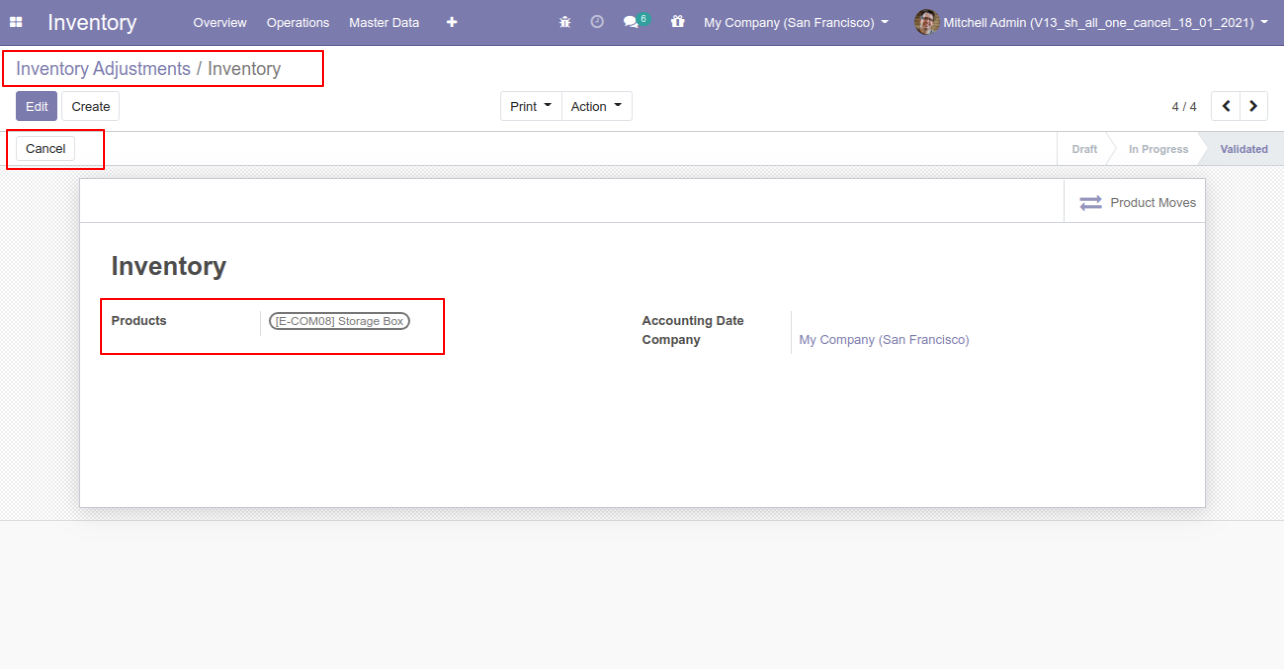 Inventory Overview Operations Master Data 6 My Company (San Francisco) Mitchell Admin (V13_sh_all_one_cancel_18_01_2021)
Inventory Adjustments / Inventory
Edit Create Print Action 4 / 4
Cancel Draft In Progress Validated
Product Moves
Inventory
Products [E-COM08] Storage Box Accounting Date
Company My Company (San Francisco)